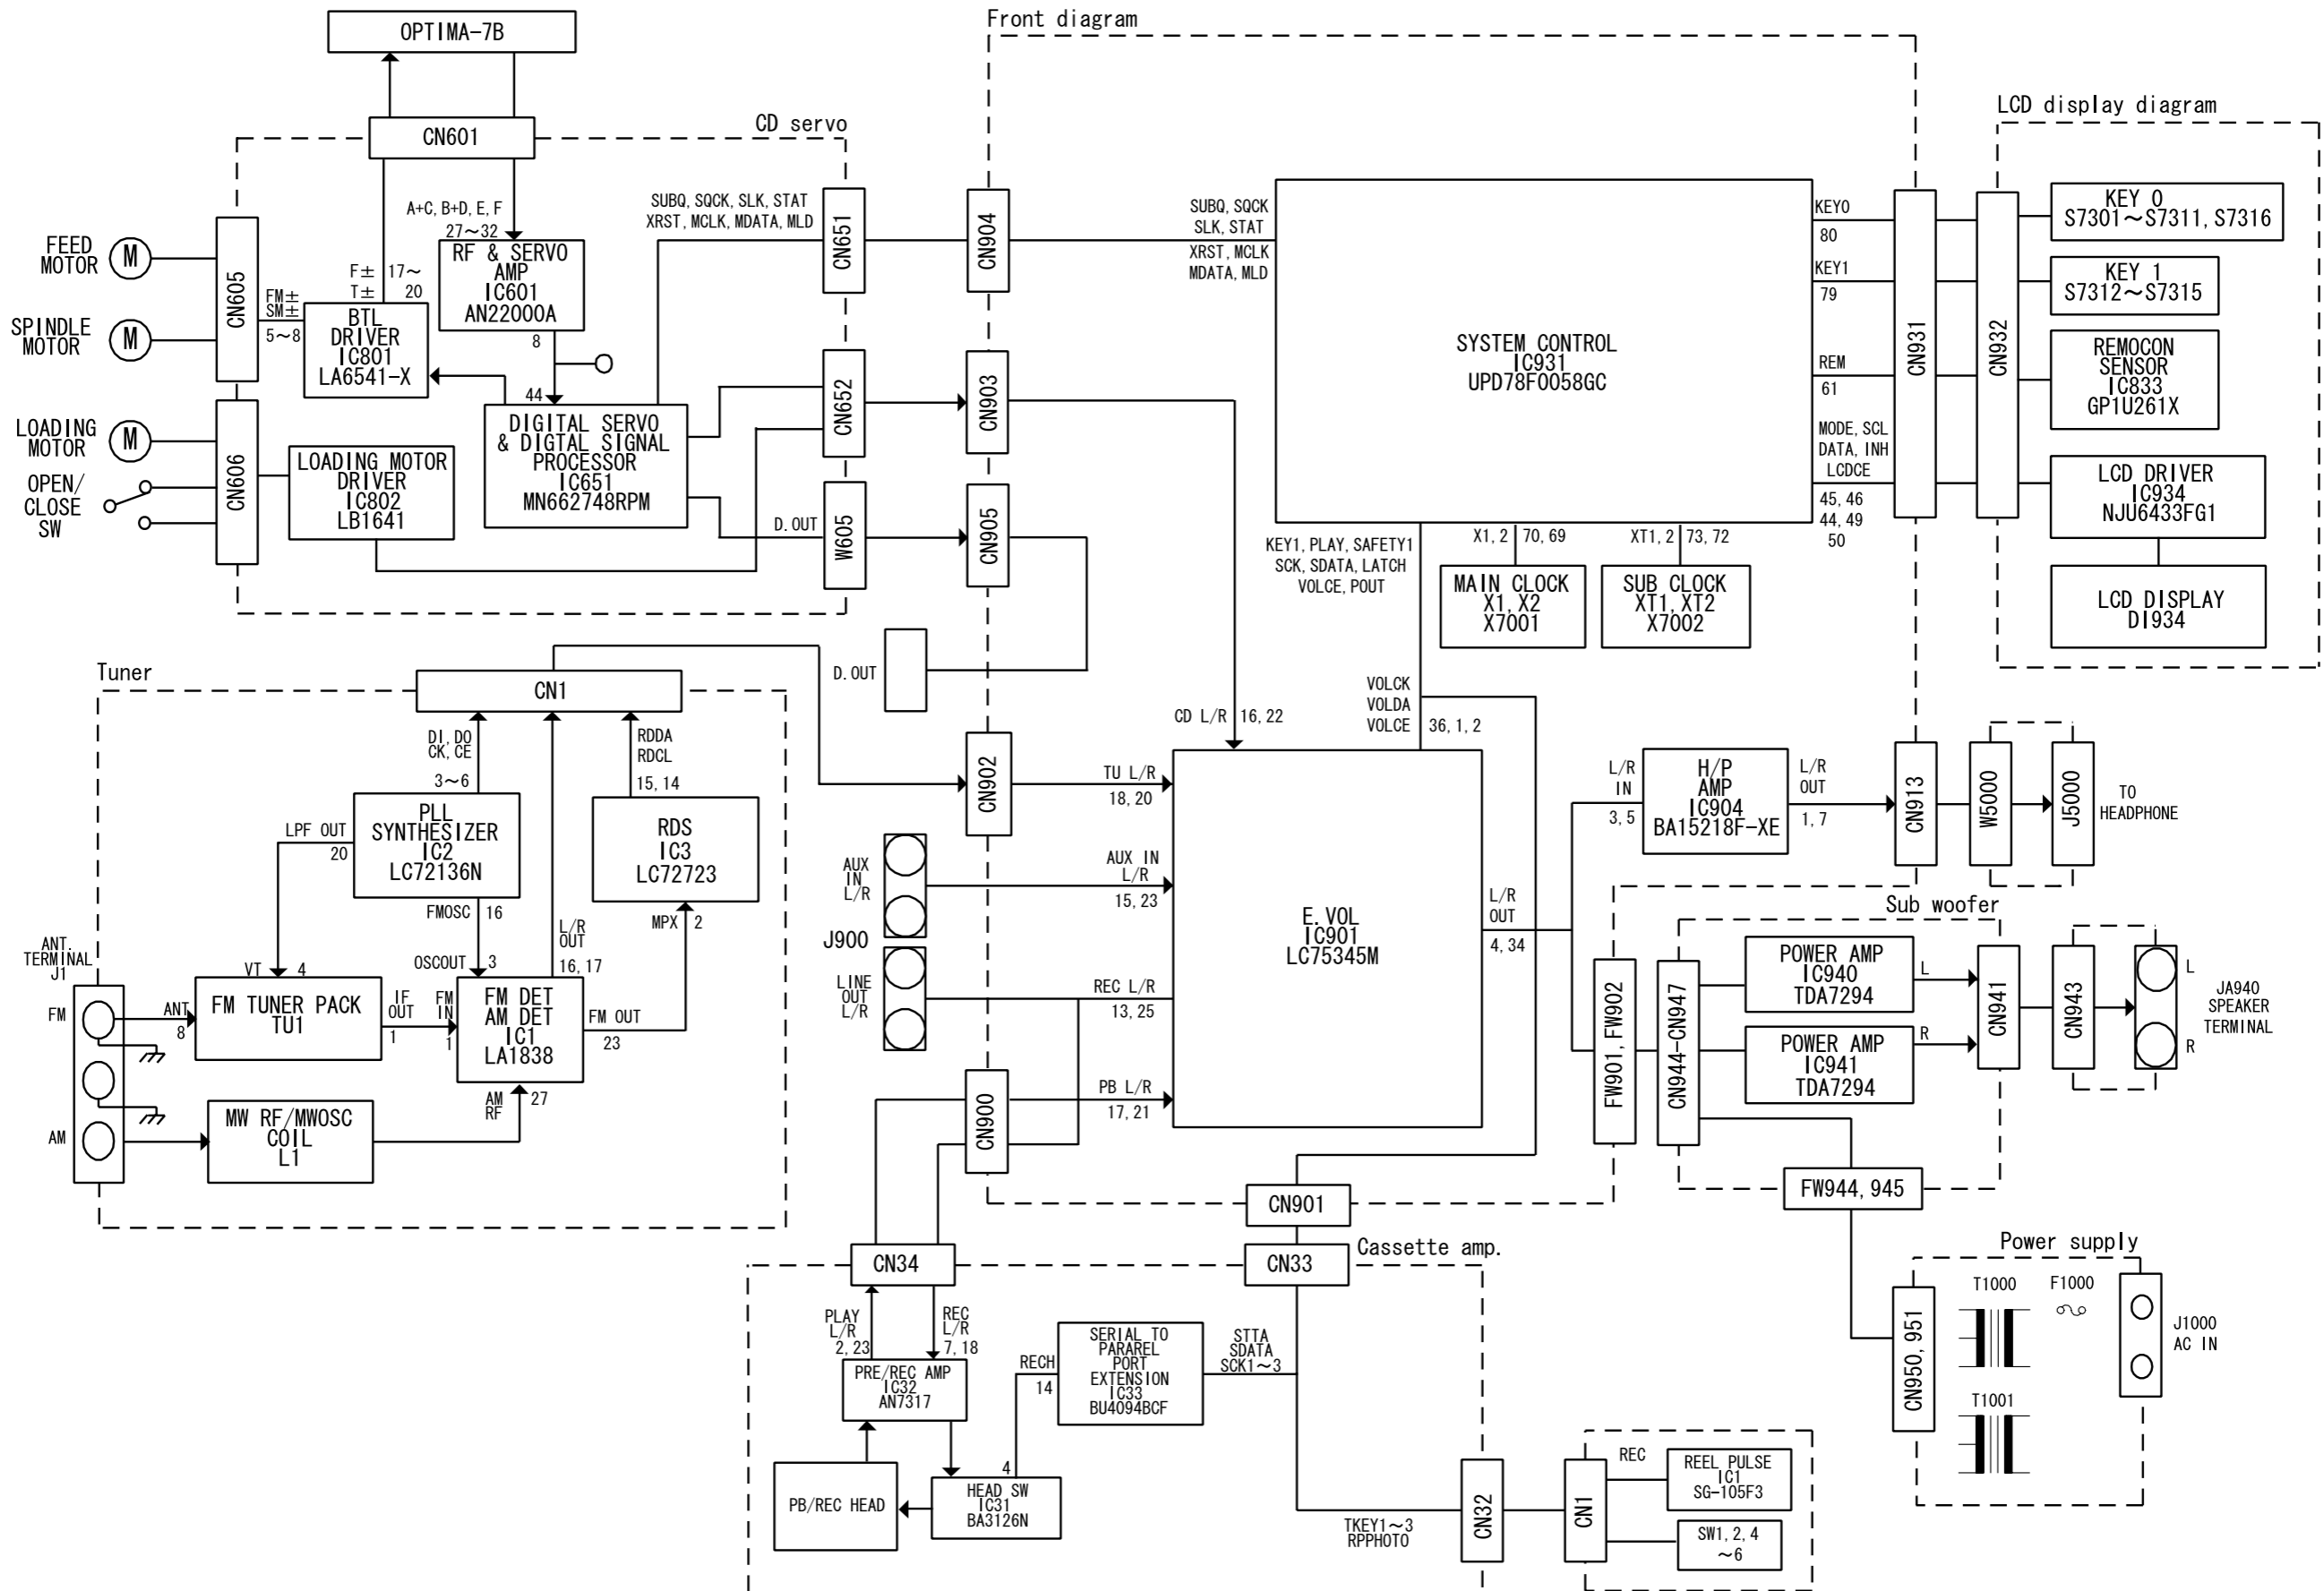 Front diagram
OPTIMA-7B
LCD display diagram
CN601
CD servo
A+C, B+D, E, F
27~32
SUBQ, SQCK, SLK, STAT
XRST, MCLK, MDATA, MLD
CN651
CN904
SUBQ, SQCK
SLK, STAT
XRST, MCLK
MDATA, MLD
SYSTEM CONTROL
IC931
UPD78F0058GC
KEY0
80
KEY1
79
REM
61
MODE, SCL
DATA, INH
LCDCE
45, 46
44, 49
50
CN931
CN932
KEY 0
S7301~S7311, S7316
KEY 1
S7312~S7315
REMOCON
SENSOR
IC833
GP1U261X
LCD DRIVER
IC934
NJU6433FG1
LCD DISPLAY
DI934
FEED
MOTOR
M
SPINDLE
MOTOR
M
LOADING
MOTOR
M
OPEN/
CLOSE
SW
CN605
CN606
FM±
SM±
5~8
F±
T±
17~
20
BTL
DRIVER
IC801
LA6541-X
RF & SERVO
AMP
IC601
AN22000A
8
44
DIGITAL SERVO
& DIGTAL SIGNAL
PROCESSOR
IC651
MN662748RPM
LOADING MOTOR
DRIVER
IC802
LB1641
CN652
CN903
D.OUT
W605
CN905
D.OUT
KEY1, PLAY, SAFETY1
SCK, SDATA, LATCH
VOLCE, POUT
X1, 2
70, 69
XT1, 2
73, 72
MAIN CLOCK
X1, X2
X7001
SUB CLOCK
XT1, XT2
X7002
Tuner
CN1
DI, DO
CK, CE
3~6
RDDA
RDCL
15, 14
PLL
SYNTHESIZER
IC2
LC72136N
LPF OUT
20
RDS
IC3
LC72723
FMOSC
16
MPX
2
L/R
OUT
16, 17
OSCOUT
3
ANT.
TERMINAL
J1
FM
AM
VT
4
ANT
8
FM TUNER PACK
TU1
IF
OUT
1
FM
IN
1
FM DET
AM DET
IC1
LA1838
FM OUT
23
AM
RF
27
MW RF/MWOSC
COIL
L1
CN902
TU L/R
18, 20
CD L/R
16, 22
VOLCK
VOLDA
VOLCE
36, 1, 2
AUX
IN
L/R
J900
LINE
OUT
L/R
AUX IN
L/R
15, 23
REC L/R
13, 25
CN900
PB L/R
17, 21
E.VOL
IC901
LC75345M
L/R
OUT
4, 34
L/R
IN
3, 5
H/P
AMP
IC904
BA15218F-XE
L/R
OUT
1, 7
CN913
W5000
J5000
TO
HEADPHONE
Sub woofer
FW901, FW902
CN944-CN947
POWER AMP
IC940
TDA7294
L
POWER AMP
IC941
TDA7294
R
CN941
CN943
L
R
JA940
SPEAKER
TERMINAL
FW944, 945
CN901
CN34
CN33
Cassette amp.
PLAY
L/R
2, 23
REC
L/R
7, 18
PRE/REC AMP
IC32
AN7317
RECH
14
SERIAL TO
PARAREL
PORT
EXTENSION
IC33
BU4094BCF
STTA
SDATA
SCK1~3
PB/REC HEAD
4
HEAD SW
IC31
BA3126N
TKEY1~3
RPPHOTO
CN32
CN1
REC
REEL PULSE
IC1
SG-105F3
SW1, 2, 4
~6
Power supply
CN950, 951
T1000
F1000
T1001
J1000
AC IN